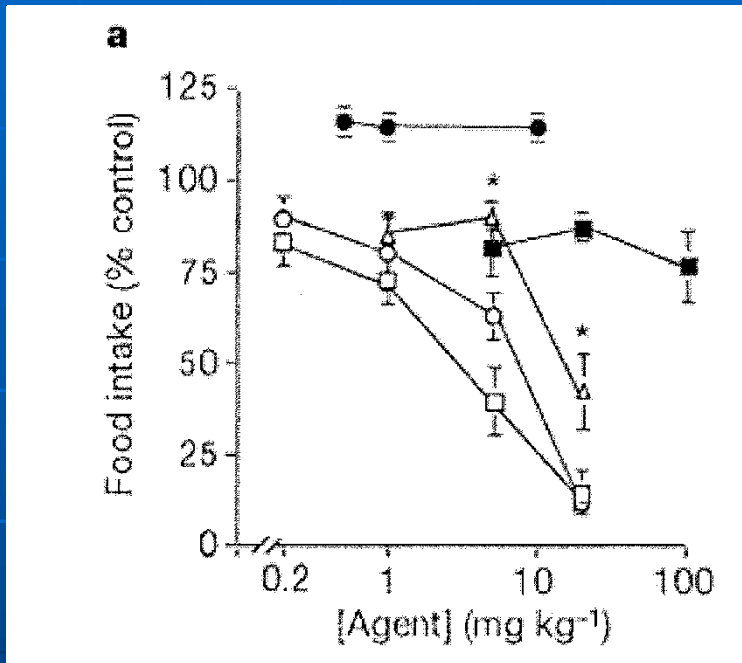 a
Food intake (% control)
125
100
75
50
25
0
*
*
*
0.2 1 10 100
[Agent] (mg kg⁻¹)